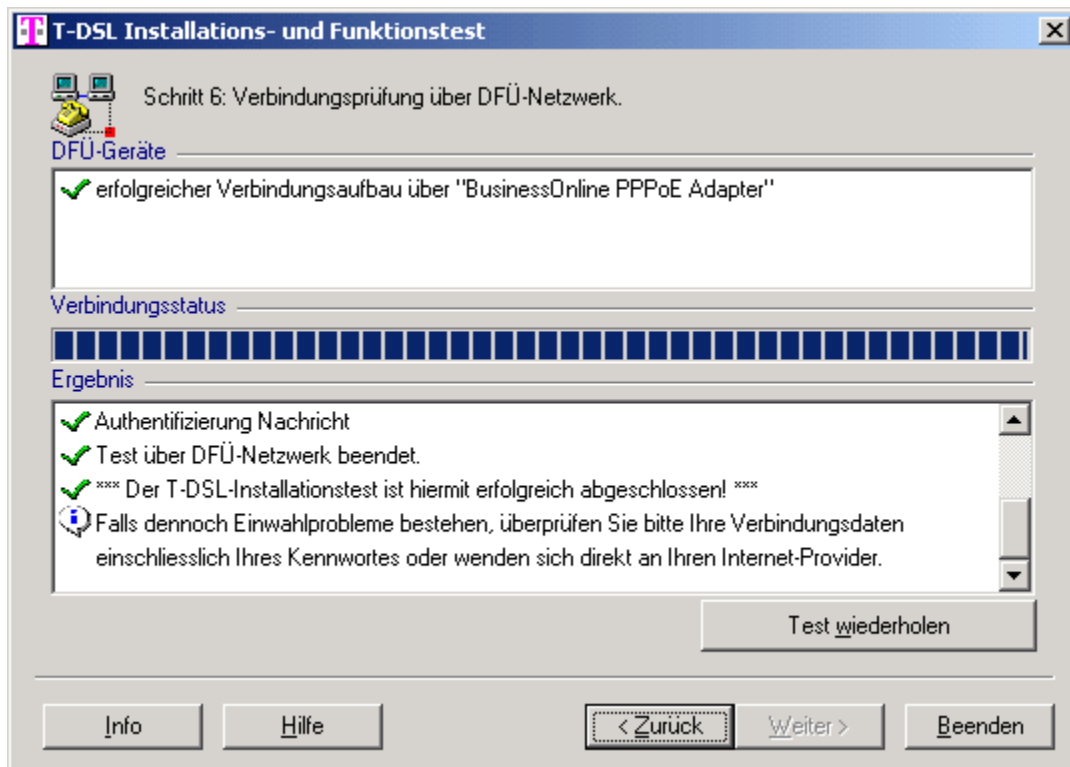 T-DSL Installations- und Funktionstest
Schritt 6: Verbindungsprüfung über DFÜ-Netzwerk.
DFÜ-Geräte
erfolgreicher Verbindungsaufbau über "BusinessOnline PPPoE Adapter"
Verbindungsstatus
Ergebnis
Authentifizierung Nachricht
Test über DFÜ-Netzwerk beendet.
*** Der T-DSL-Installationstest ist hiermit erfolgreich abgeschlossen! ***
Falls dennoch Einwahlprobleme bestehen, überprüfen Sie bitte Ihre Verbindungsdaten
einschliesslich Ihres Kennwortes oder wenden sich direkt an Ihren Internet-Provider.
Test wiederholen
Info Hilfe < Zurück Weiter > Beenden